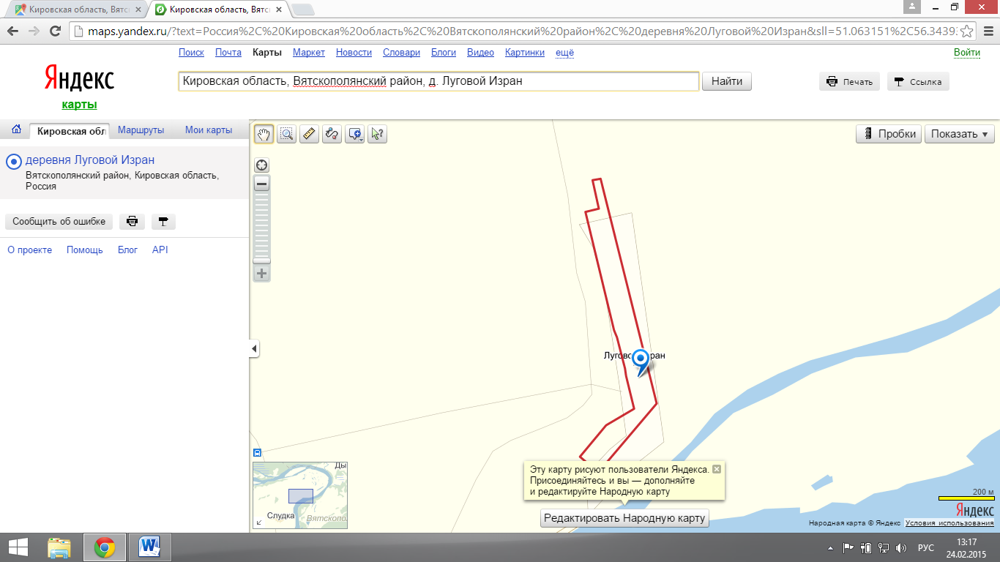 Кировская область, Вятс
Кировская область, Вятс
maps.yandex.ru/?text=Россия%2C%20Кировская%20область%2C%20Вятскополянский%20район%2C%20деревня%20Луговой%20Изран&sll=51.063151%2C56.3439
Поиск Почта Карты Маркет Новости Словари Блоги Видео Картинки ещё
Войти
Яндекс
карты
Кировская область, Вятскополянский район, д. Луговой Изран
Найти
Печать
Ссылка
Кировская обл
Маршруты
Мои карты
Пробки
Показать
деревня Луговой Изран
Вятскополянский район, Кировская область,
Россия
Сообщить об ошибке
О проекте Помощь Блог API
Эту карту рисуют пользователи Яндекса.
Присоединяйтесь и вы — дополняйте
и редактируйте Народную карту
Редактировать Народную карту
Ды
Слудка
Вятскопо
200 м
Яндекс
Народная карта © Яндекс Условия использования
РУС
13:17
24.02.2015